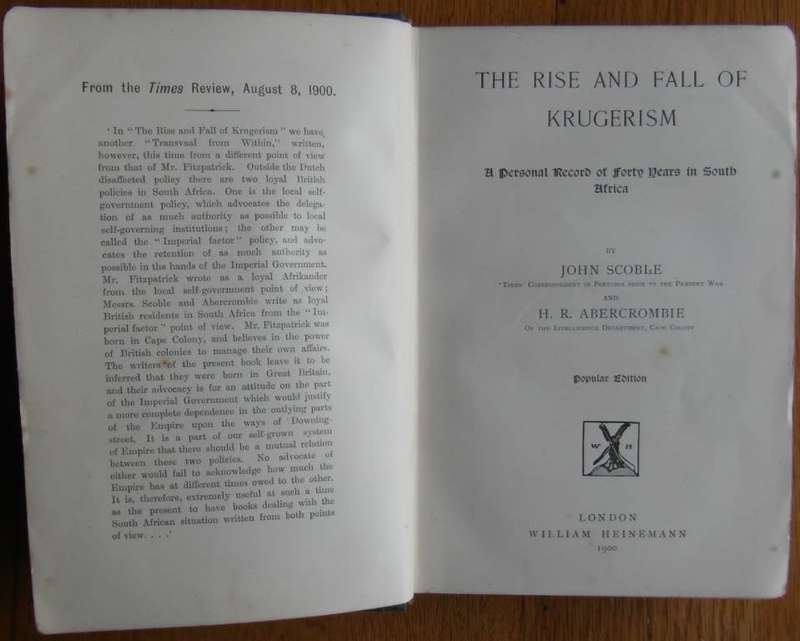 From the Times Review, August 8, 1900.
‘ In “ The Rise and Fall of Krugerism ” we have
another “ Transvaal from Within,” written,
however, this time from a different point of view
from that of Mr. Fitzpatrick. Outside the Dutch
disaffected policy there are two loyal British
policies in South Africa. One is the local self-
government policy, which advocates the delega-
tion of as much authority as possible to local
self-governing institutions ; the other may be
called the “ Imperial factor ” policy, and advo-
cates the retention of as much authority as
possible in the hands of the Imperial Government.
Mr. Fitzpatrick wrote as a loyal Afrikander
from the local self-government point of view ;
Messrs. Scoble and Abercrombie write as loyal
British residents in South Africa from the “ Im-
perial factor ” point of view. Mr. Fitzpatrick was
born in Cape Colony, and believes in the power
of British colonies to manage their own affairs.
The writers of the present book leave it to be
inferred that they were born in Great Britain,
and their advocacy is for an attitude on the part
of the Imperial Government which would justify
a more complete dependence in the outlying parts
of the Empire upon the ways of Downing-
street. It is a part of our self-grown system
of Empire that there should be a mutual relation
between these two policies. No advocate of
either would fail to acknowledge how much the
Empire has at different times owed to the other.
It is, therefore, extremely useful at such a time
as the present to have books dealing with the
South African situation written from both points
of view. . . .’
THE RISE AND FALL OF
KRUGERISM
A Personal Record of Forty Years in South
Africa
BY
JOHN SCOBLE
‘Times’ Correspondent in Pretoria prior to the Present War
AND
H. R. ABERCROMBIE
Of the Intelligence Department, Cape Colony
Popular Edition
W H
LONDON
WILLIAM HEINEMANN
1900